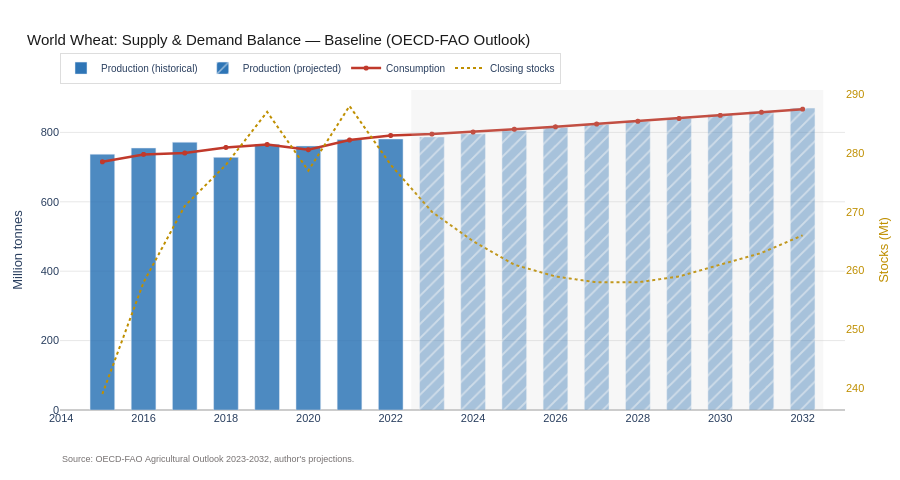 World Wheat: Supply & Demand Balance — Baseline (OECD-FAO Outlook)
Production (historical) Production (projected) Consumption Closing stocks
Million tonnes
800
600
400
200
0
290
280
270
260
250
240
Stocks (Mt)
2014 2016 2018 2020 2022 2024 2026 2028 2030 2032
Source: OECD-FAO Agricultural Outlook 2023-2032, author's projections.